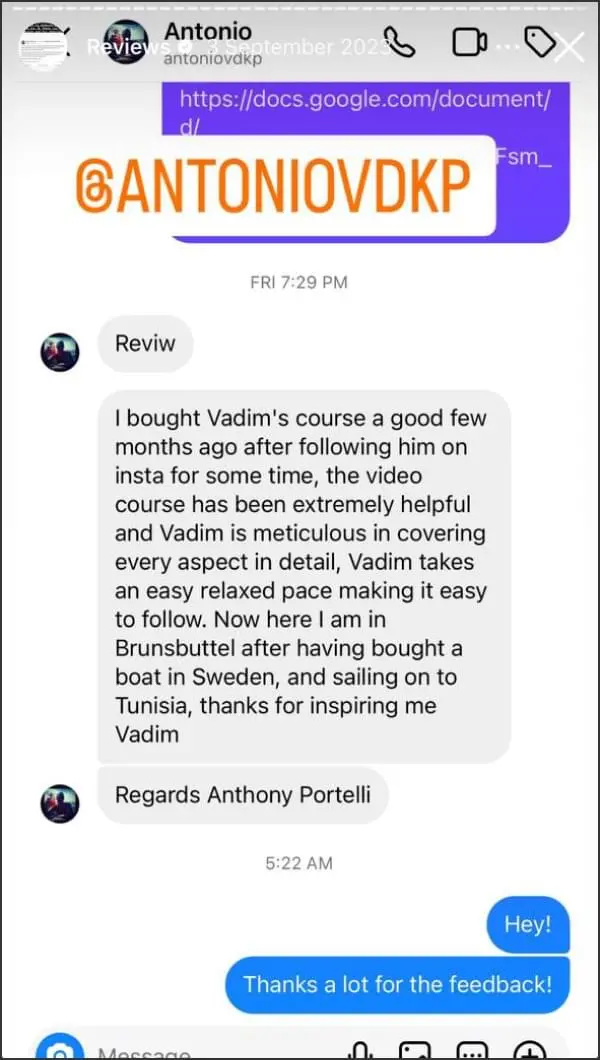 Antonio
Reviews 3 September 2023
antoniovdkp
https://docs.google.com/document/
d/
Fsm_
@ANTONIOVDKP
FRI 7:29 PM
Reviw
I bought Vadim's course a good few
months ago after following him on
insta for some time, the video
course has been extremely helpful
and Vadim is meticulous in covering
every aspect in detail, Vadim takes
an easy relaxed pace making it easy
to follow. Now here I am in
Brunsbuttel after having bought a
boat in Sweden, and sailing on to
Tunisia, thanks for inspiring me
Vadim
Regards Anthony Portelli
5:22 AM
Hey!
Thanks a lot for the feedback!
Message